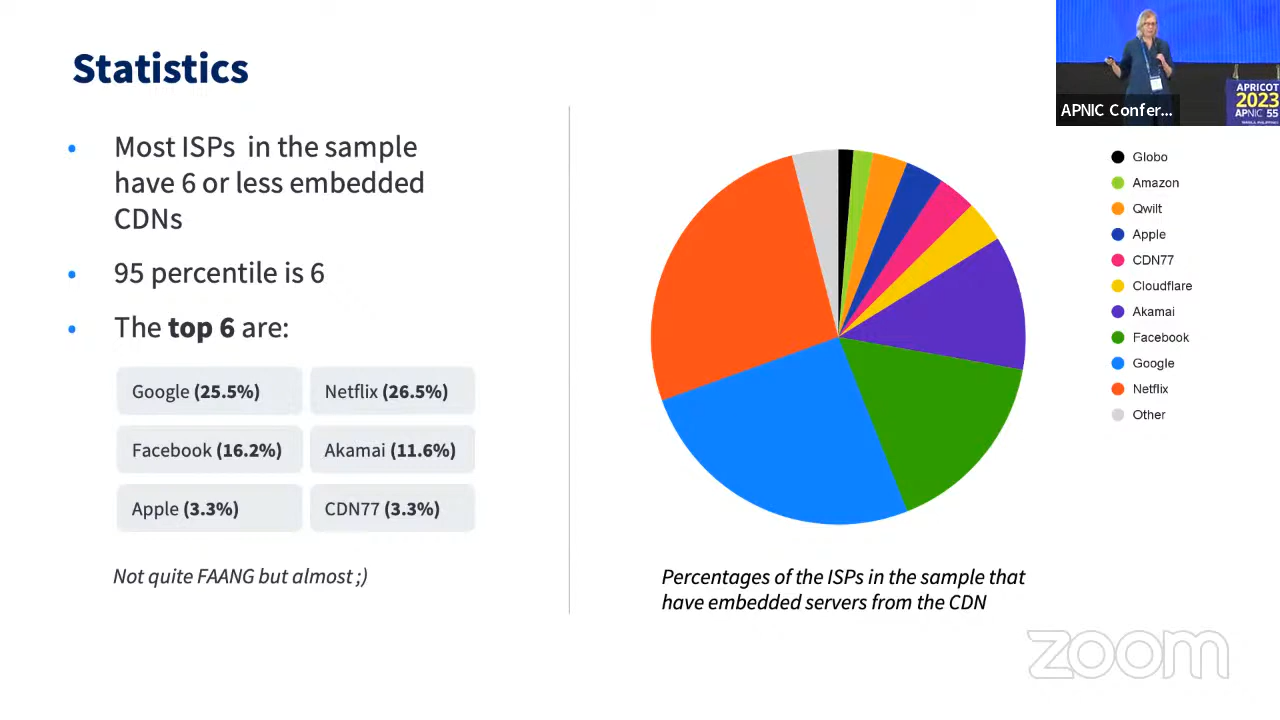 Statistics
Most ISPs in the sample
have 6 or less embedded
CDNs
95 percentile is 6
The top 6 are:
Google (25.5%)
Netflix (26.5%)
Facebook (16.2%)
Akamai (11.6%)
Apple (3.3%)
CDN77 (3.3%)
Not quite FAANG but almost ;)
Globo
Amazon
Qwilt
Apple
CDN77
Cloudflare
Akamai
Facebook
Google
Netflix
Other
Percentages of the ISPs in the sample that
have embedded servers from the CDN
APNIC Confer...
APRICOT
2023
APNIC 55
zoom